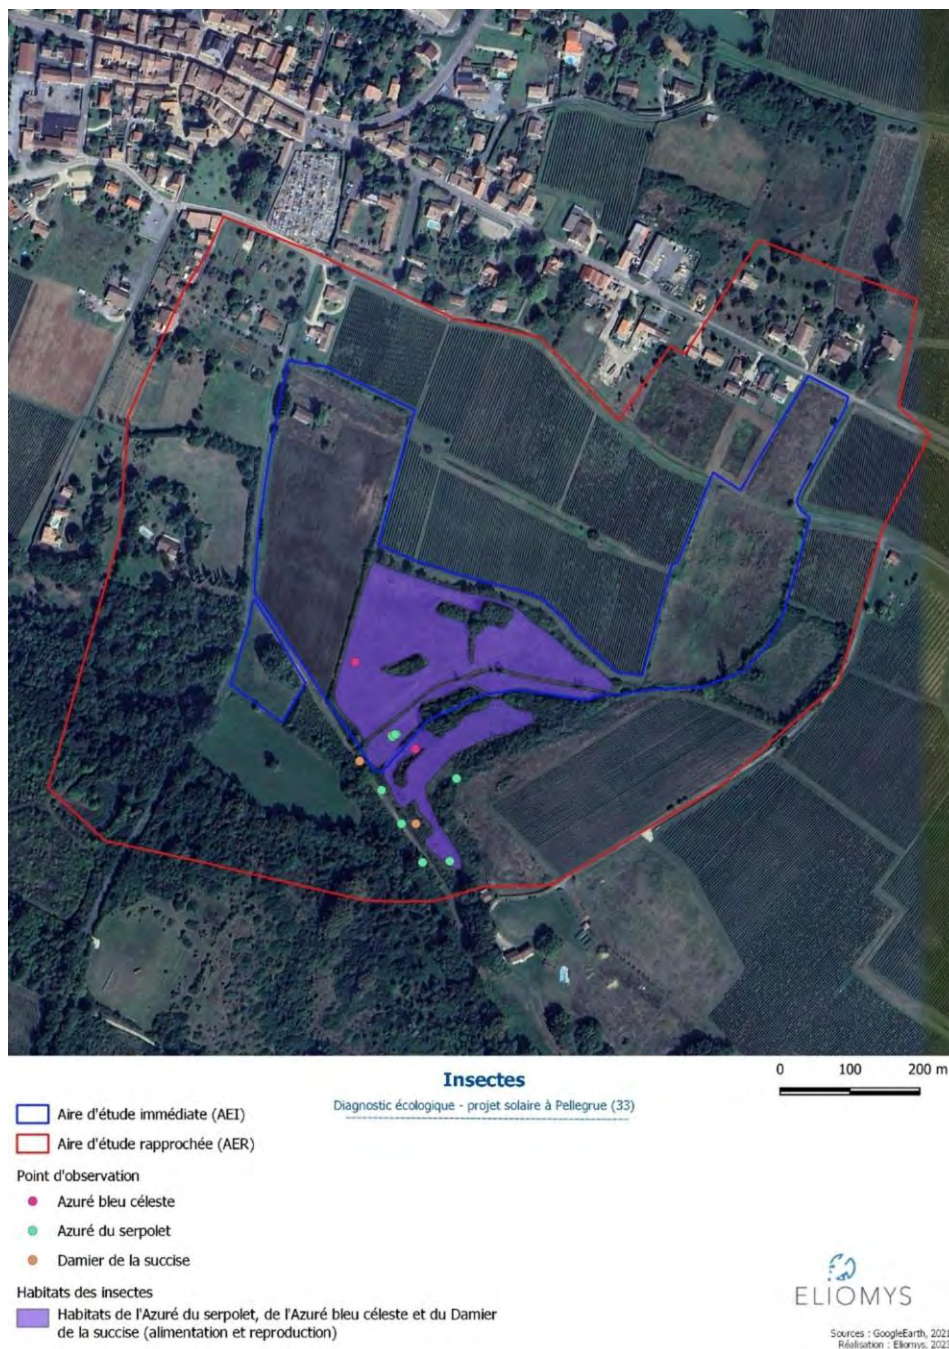 Insectes
Diagnostic écologique - projet solaire à Pellegrue (33)
0 100 200 m
Aire d'étude immédiate (AEI)
Aire d'étude rapprochée (AER)
Point d'observation
Azuré bleu céleste
Azuré du serpolet
Damier de la succise
Habitats des insectes
Habitats de l'Azuré du serpolet, de l'Azuré bleu céleste et du Damier
de la succise (alimentation et reproduction)
ELIOMYS
Sources : GoogleEarth, 2021
Réalisation : Eliomys, 2023